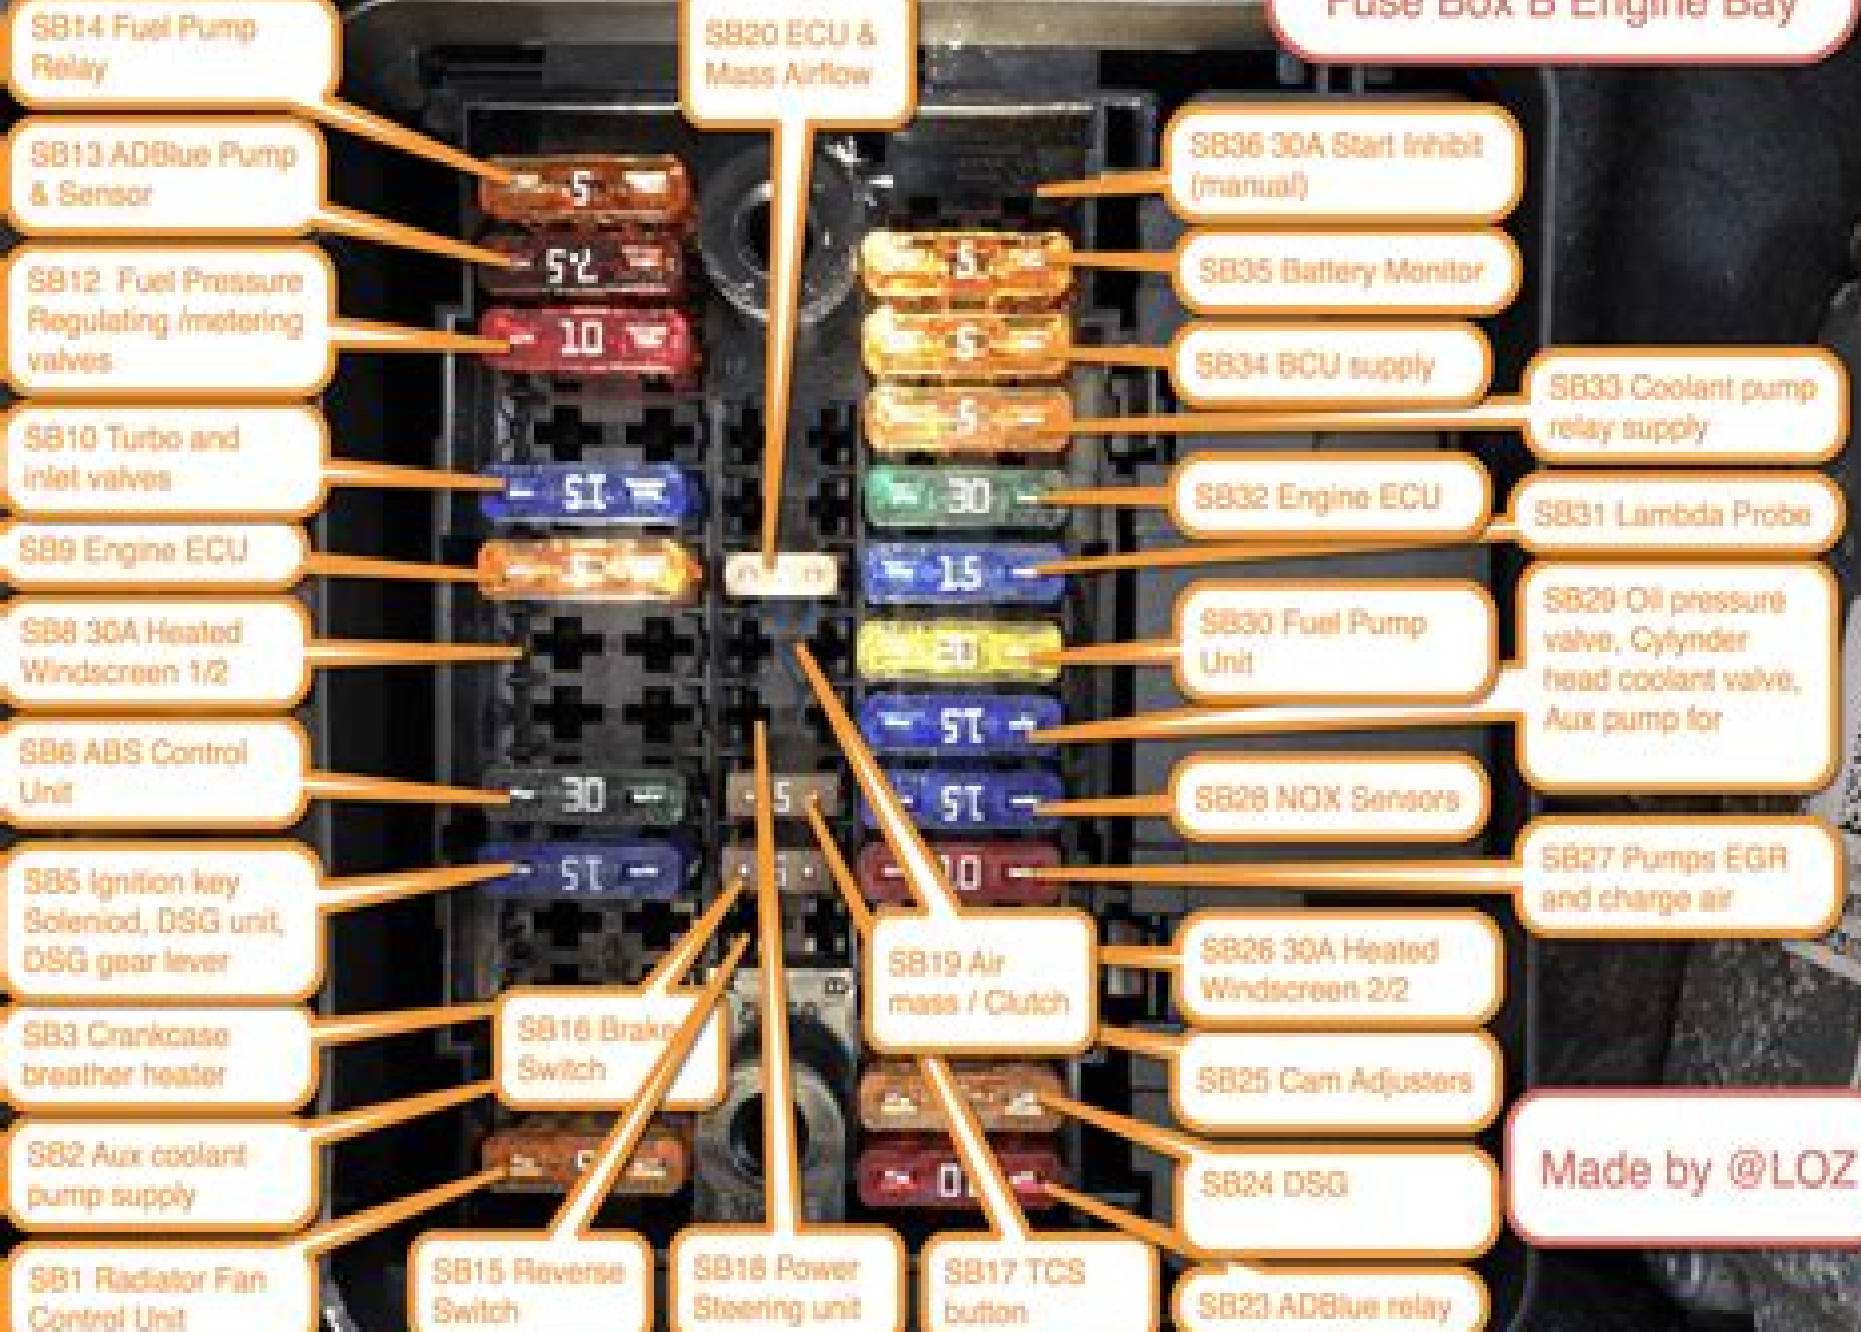 Fuse Box B Engine Bay
SB14 Fuel Pump
Relay
SB13 ADBlue Pump
& Sensor
SB12 Fuel Pressure
Regulating /metering
valves
SB10 Turbo and
inlet valves
SB9 Engine ECU
SB8 30A Heated
Windscreen 1/2
SB6 ABS Control
Unit
SB5 Ignition key
Soleniod, DSG unit,
DSG gear lever
SB3 Crankcase
breather heater
SB2 Aux coolant
pump supply
SB1 Radiator Fan
Control Unit
SB20 ECU &
Mass Airflow
5
7.5
10
15
30
15
5
5
5
30
15
15
15
10
10
5
B
SB16 Brake
Switch
SB19 Air
mass / Clutch
SB15 Reverse
Switch
SB18 Power
Steering unit
SB17 TCS
button
SB36 30A Start Inhibit
(manual)
SB35 Battery Monitor
SB34 BCU supply
SB33 Coolant pump
relay supply
SB32 Engine ECU
SB31 Lambda Probe
SB30 Fuel Pump
Unit
SB29 Oil pressure
valve, Cylynder
head coolant valve,
Aux pump for
SB28 NOX Sensors
SB27 Pumps EGR
and charge air
SB26 30A Heated
Windscreen 2/2
SB25 Cam Adjusters
SB24 DSG
SB23 ADBlue relay
Made by @LOZ